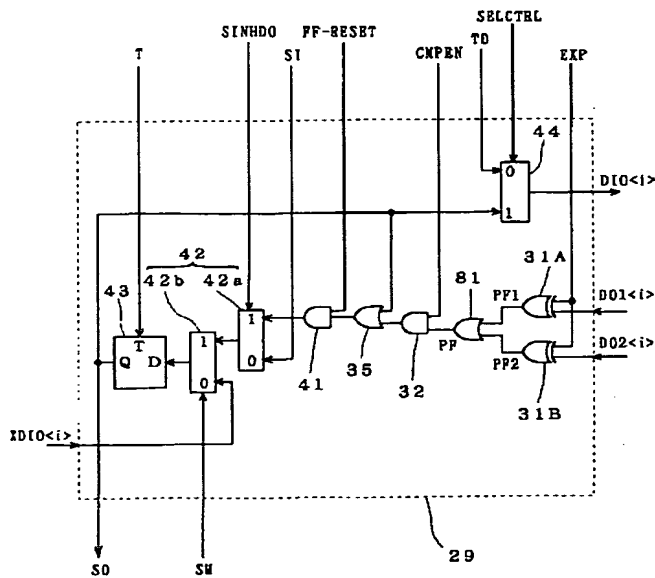 SELCTRL
SINHDO FF-RESET TD
T SI CMPEN EXP
44
0
DIO<i>
1
42
42b 42a
31A
43
81
PF1
DO1<i>
1
T
1
Q D
PF
DO2<i>
0
PF2
0
41
35
32
31B
XDIO<i>
29
SO SM